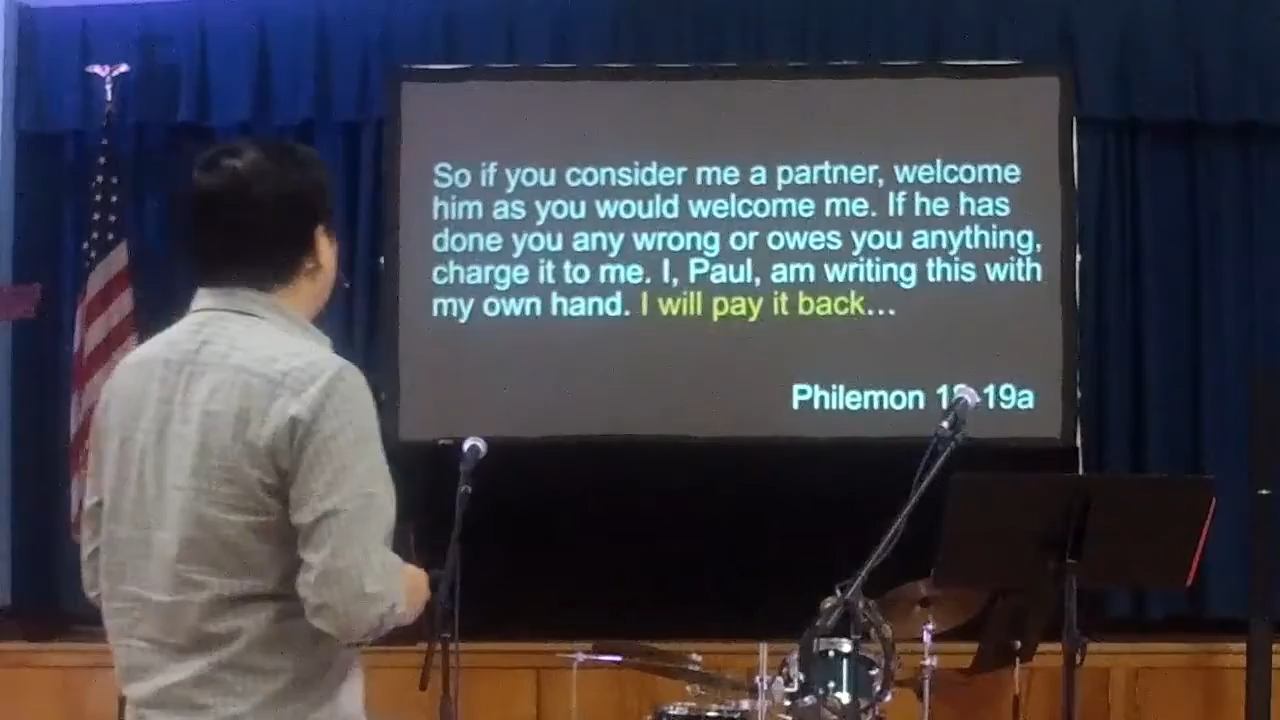 So if you consider me a partner, welcome
him as you would welcome me. If he has
done you any wrong or owes you anything,
charge it to me. I, Paul, am writing this with
my own hand. I will pay it back...
Philemon 19a